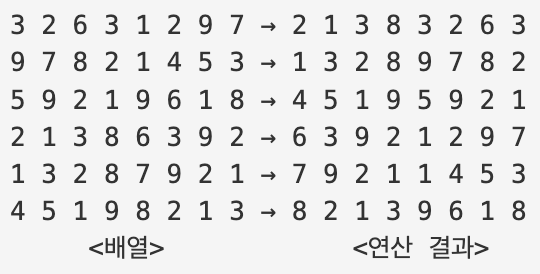 3 2 6 3 1 2 9 7 → 2 1 3 8 3 2 6 3
9 7 8 2 1 4 5 3 → 1 3 2 8 9 7 8 2
5 9 2 1 9 6 1 8 → 4 5 1 9 5 9 2 1
2 1 3 8 6 3 9 2 → 6 3 9 2 1 2 9 7
1 3 2 8 7 9 2 1 → 7 9 2 1 1 4 5 3
4 5 1 9 8 2 1 3 → 8 2 1 3 9 6 1 8
<배열> <연산 결과>